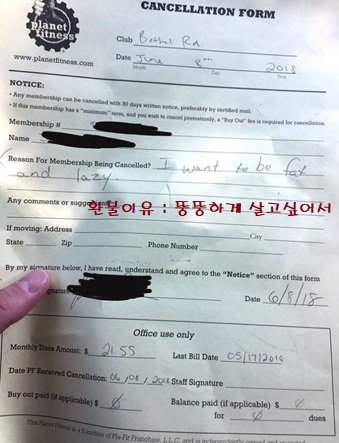 planet
fitness
www.planetfitness.com
CANCELLATION FORM
Club Bethel Rd.
Date June 8th 2018
Month Day Year
NOTICE:
• Any membership can be cancelled with 30 days written notice, preferably by certified mail.
• If this membership has a "minimum" term, and you wish to cancel prematurely, a "Buy Out" fee is required for cancellation.
Membership #
Name
Reason For Membership Being Cancelled? I want to be fat
and lazy.
Any comments or
환불이유 : 뚱뚱하게 살고싶어서
If moving: Address City
State Zip Phone Number
By my signature below, I have read, understand and agree to the "Notice" section of this form
Date 6/8/18
Office use only
Monthly Dues Amount: $ 21.55 Last Bill Date 05/17/2018
Date PF Received Cancellation: 06/08/2018 Staff Signature
Buy out paid (if applicable) $ 0 Balance paid (if applicable) $ 0
for 0 dues
This Planet Fitness is a function of Pla-Fit Franchise, LLC, and is independently owned and operated